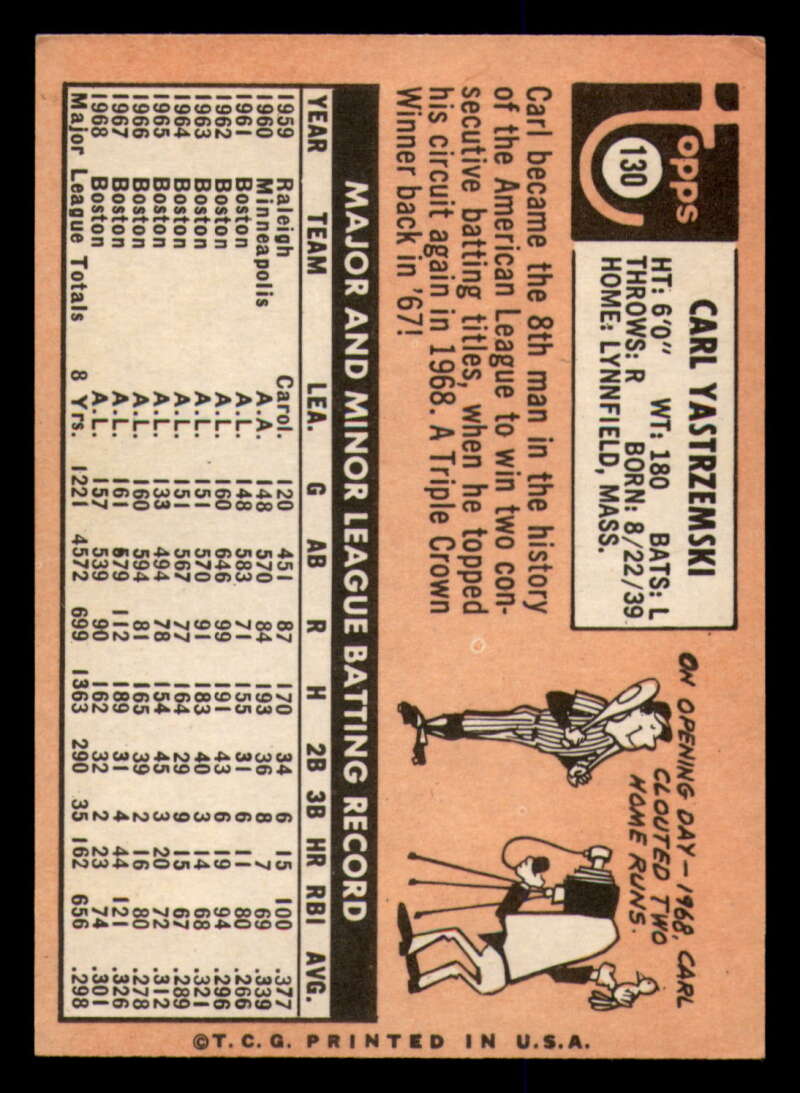 Topps
130
CARL YASTRZEMSKI
HT: 6'0" WT: 180 BATS: L
THROWS: R BORN: 8/22/39
HOME: LYNNFIELD, MASS.
ON OPENING DAY—1968, CARL
CLOUTED TWO
HOME RUNS.
Carl became the 8th man in the history
of the American League to win two con-
secutive batting titles, when he topped
his circuit again in 1968. A Triple Crown
Winner back in '67!
MAJOR AND MINOR LEAGUE BATTING RECORD
YEAR TEAM LEA. G AB R H 2B 3B HR RBI AVG.
1959 Raleigh Carol. 120 451 87 170 34 6 15 100 .377
1960 Minneapolis A.A. 148 570 84 193 36 8 7 69 .339
1961 Boston A.L. 148 583 71 155 31 6 11 80 .266
1962 Boston A.L. 160 646 99 191 43 6 19 94 .296
1963 Boston A.L. 151 570 91 183 40 3 14 68 .321
1964 Boston A.L. 151 567 77 164 29 9 15 67 .289
1965 Boston A.L. 133 494 78 154 45 3 20 72 .312
1966 Boston A.L. 160 594 81 165 39 2 16 80 .278
1967 Boston A.L. 161 579 112 189 31 4 44 121 .326
1968 Boston A.L. 157 539 90 162 32 2 23 74 .301
Major League Totals 8 Yrs. 1221 4572 699 1363 290 35 162 656 .298
©T.C.G. PRINTED IN U.S.A.